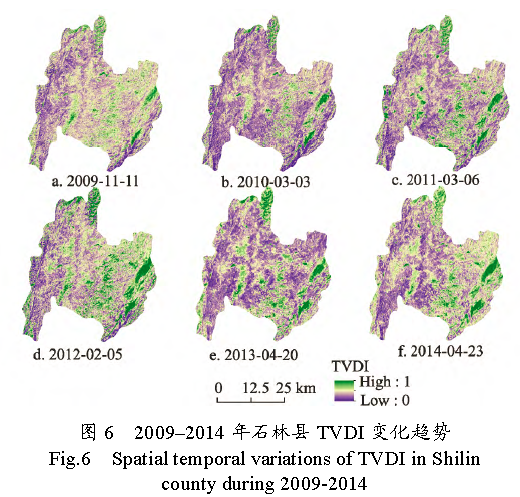 a. 2009-11-11
b. 2010-03-03
c. 2011-03-06
d. 2012-02-05
e. 2013-04-20
f. 2014-04-23
TVDI
High : 1
Low : 0
0 12.5 25 km
图 6 2009–2014 年石林县 TVDI 变化趋势
Fig.6 Spatial temporal variations of TVDI in Shilin
county during 2009-2014